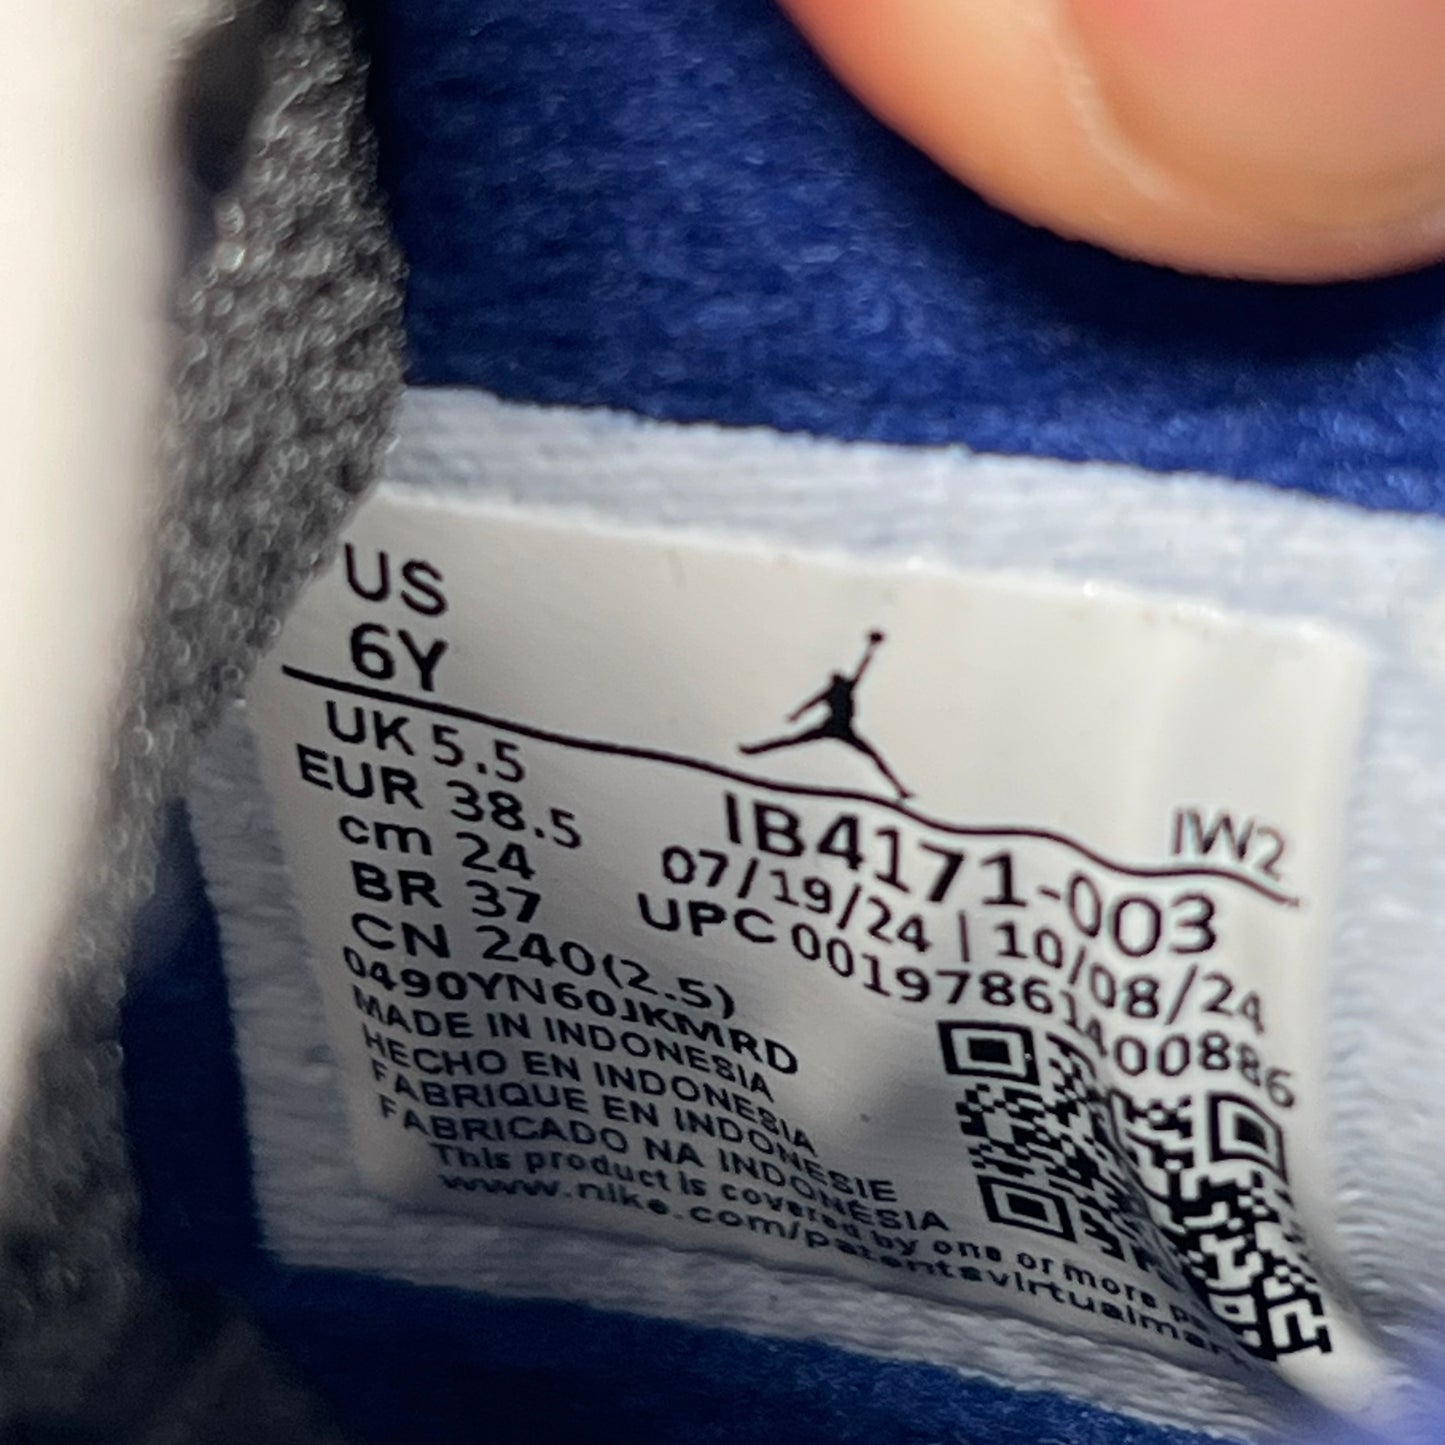 US
6Y
UK 5.5
EUR 38.5
cm 24
BR 37
CN 240(2.5)
0490YN60JKMRD
MADE IN INDONESIA
HECHO EN INDONESIA
FABRIQUE EN INDONESIE
FABRICADO NA INDONÉSIA
This product is covered by one or more
www.nike.com/patentsvirtualmar
IW2
IB4171-003
07/19/24 | 10/08/24
UPC 00197861400886